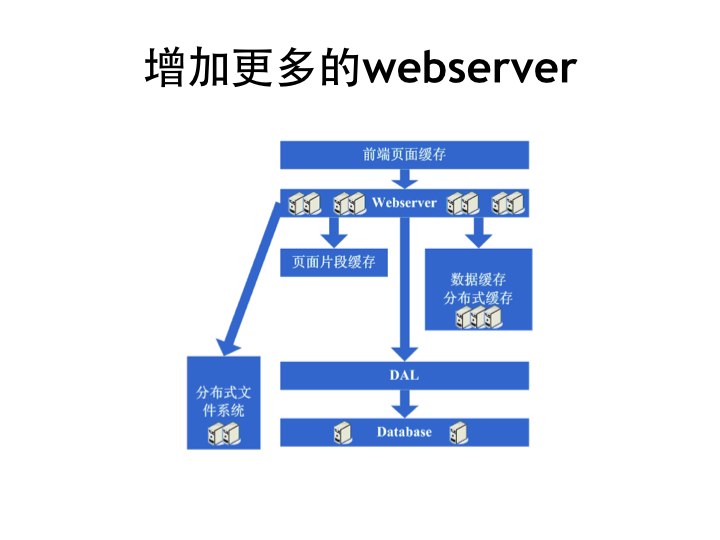 增加更多的webserver
前端页面缓存
Webserver
页面片段缓存
数据缓存
分布式缓存
DAL
分布式文
件系统
Database